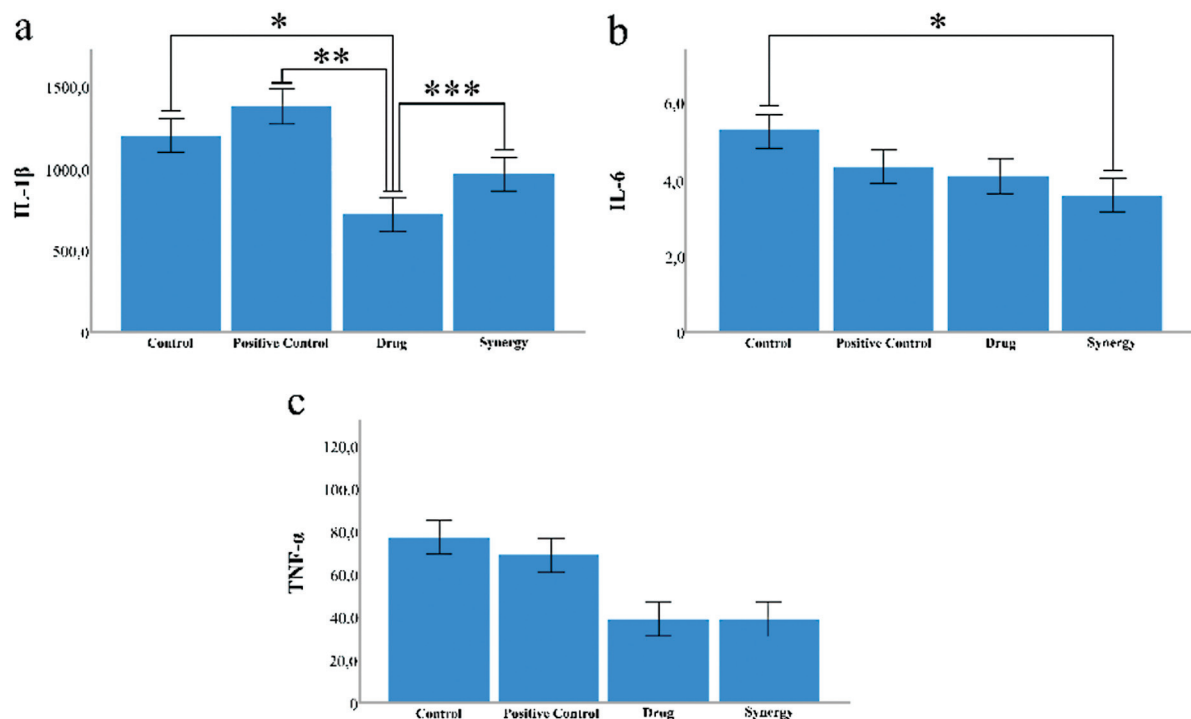 a
*
**
***
1500,0
1000,0
500,0
,0
IL-1β
Control Positive Control Drug Synergy
b
*
6,0
4,0
2,0
,0
IL-6
Control Positive Control Drug Synergy
c
120,0
100,0
80,0
60,0
40,0
20,0
,0
TNF-α
Control Positive Control Drug Synergy